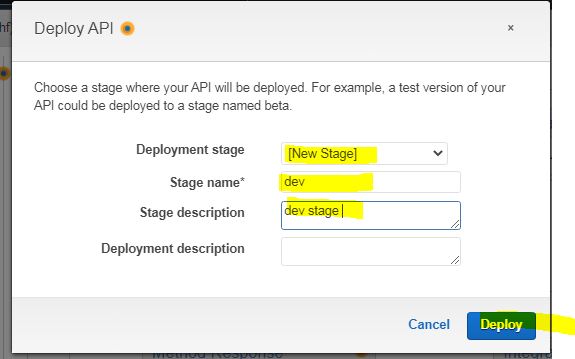 Deploy API
×
Choose a stage where your API will be deployed. For example, a test version of your
API could be deployed to a stage named beta.
Deployment stage
[New Stage]
Stage name*
dev
Stage description
dev stage
Deployment description
Cancel
Deploy
Method Response